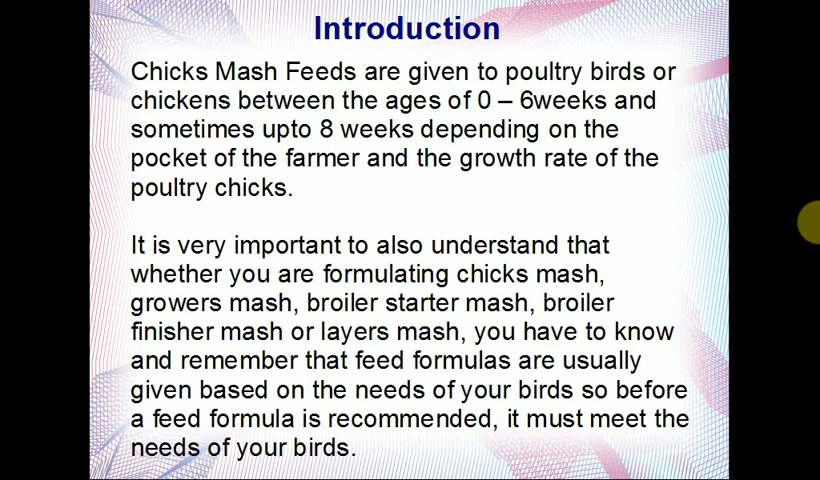 Introduction
Chicks Mash Feeds are given to poultry birds or
chickens between the ages of 0 – 6weeks and
sometimes upto 8 weeks depending on the
pocket of the farmer and the growth rate of the
poultry chicks.
It is very important to also understand that
whether you are formulating chicks mash,
growers mash, broiler starter mash, broiler
finisher mash or layers mash, you have to know
and remember that feed formulas are usually
given based on the needs of your birds so before
a feed formula is recommended, it must meet the
needs of your birds.